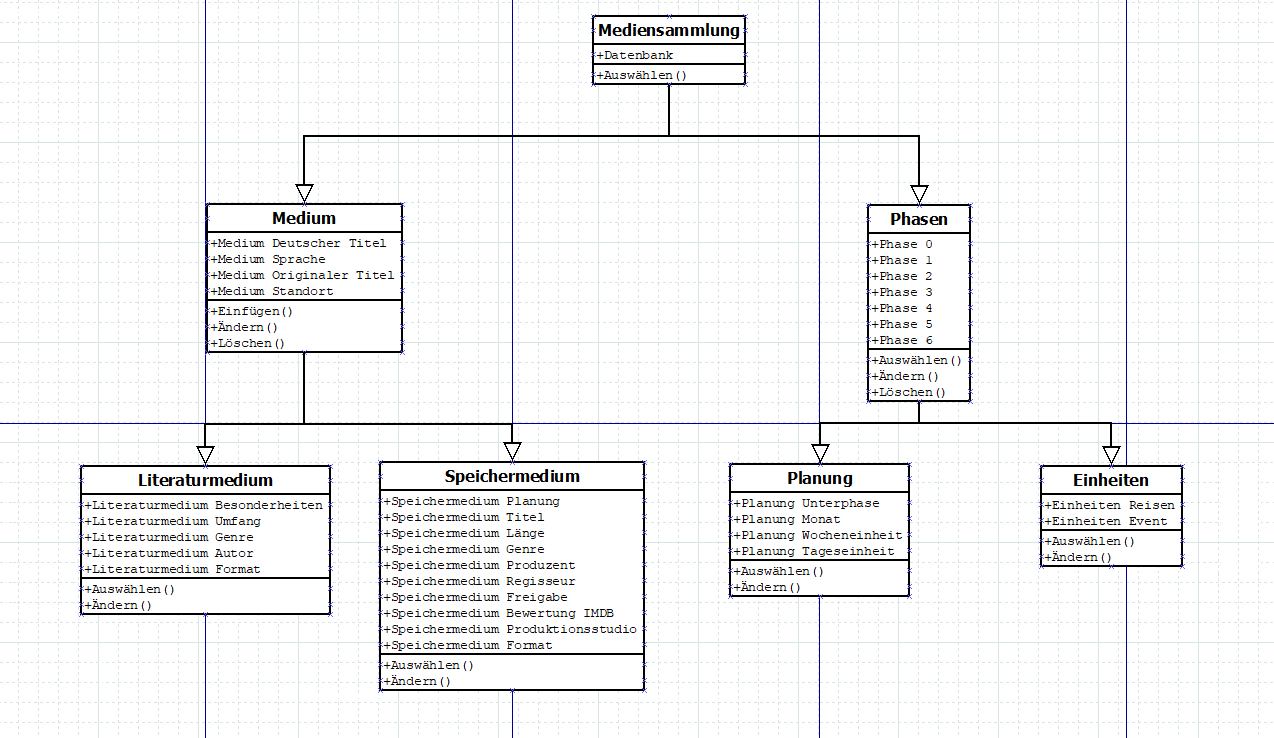 Mediensammlung
+Datenbank
+Auswählen()
Medium
+Medium Deutscher Titel
+Medium Sprache
+Medium Originaler Titel
+Medium Standort
+Einfügen()
+Ändern()
+Löschen()
Phasen
+Phase 0
+Phase 1
+Phase 2
+Phase 3
+Phase 4
+Phase 5
+Phase 6
+Auswählen()
+Ändern()
+Löschen()
Literaturmedium
+Literaturmedium Besonderheiten
+Literaturmedium Umfang
+Literaturmedium Genre
+Literaturmedium Autor
+Literaturmedium Format
+Auswählen()
+Ändern()
Speichermedium
+Speichermedium Planung
+Speichermedium Titel
+Speichermedium Länge
+Speichermedium Genre
+Speichermedium Produzent
+Speichermedium Regisseur
+Speichermedium Freigabe
+Speichermedium Bewertung IMDB
+Speichermedium Produktionsstudio
+Speichermedium Format
+Auswählen()
+Ändern()
Planung
+Planung Unterphase
+Planung Monat
+Planung Wocheneinheit
+Planung Tageseinheit
+Auswählen()
+Ändern()
Einheiten
+Einheiten Reisen
+Einheiten Event
+Auswählen()
+Ändern()